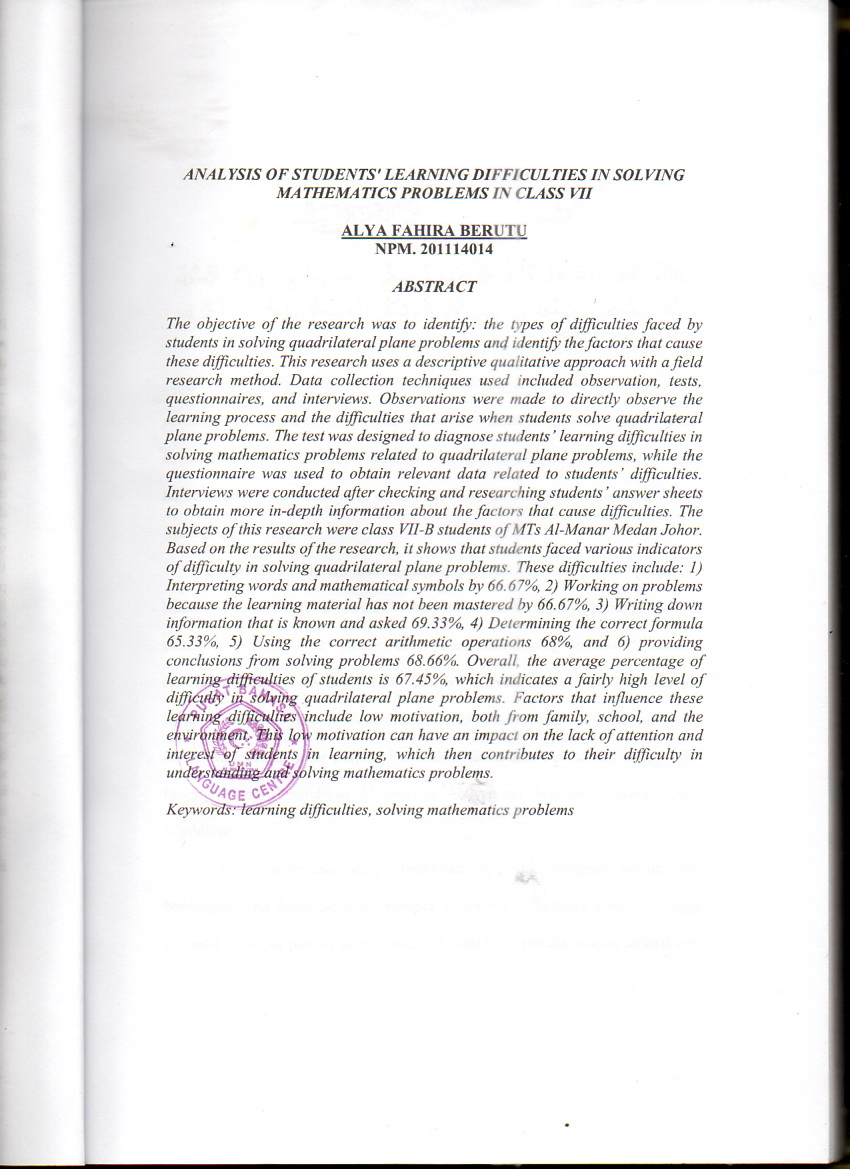 ANALYSIS OF STUDENTS' LEARNING DIFFICULTIES IN SOLVING
MATHEMATICS PROBLEMS IN CLASS VII
ALYA FAHIRA BERUTU
NPM. 201114014
ABSTRACT
The objective of the research was to identify: the types of difficulties faced by
students in solving quadrilateral plane problems and identify the factors that cause
these difficulties. This research uses a descriptive qualitative approach with a field
research method. Data collection techniques used included observation, tests,
questionnaires, and interviews. Observations were made to directly observe the
learning process and the difficulties that arise when students solve quadrilateral
plane problems. The test was designed to diagnose students' learning difficulties in
solving mathematics problems related to quadrilateral plane problems, while the
questionnaire was used to obtain relevant data related to students' difficulties.
Interviews were conducted after checking and researching students' answer sheets
to obtain more in-depth information about the factors that cause difficulties. The
subjects of this research were class VII-B students of MTs Al-Manar Medan Johor.
Based on the results of the research, it shows that students faced various indicators
of difficulty in solving quadrilateral plane problems. These difficulties include: 1)
Interpreting words and mathematical symbols by 66.67%, 2) Working on problems
because the learning material has not been mastered by 66.67%, 3) Writing down
information that is known and asked 69.33%, 4) Determining the correct formula
65.33%, 5) Using the correct arithmetic operations 68%, and 6) providing
conclusions from solving problems 68.66%. Overall, the average percentage of
learning difficulties of students is 67.45%, which indicates a fairly high level of
difficulty in solving quadrilateral plane problems. Factors that influence these
learning difficulties include low motivation, both from family, school, and the
environment. This low motivation can have an impact on the lack of attention and
interest of students in learning, which then contributes to their difficulty in
understanding and solving mathematics problems.
Keywords: learning difficulties, solving mathematics problems
PUSAT BAHASA
UMN
LANGUAGE CENTRE